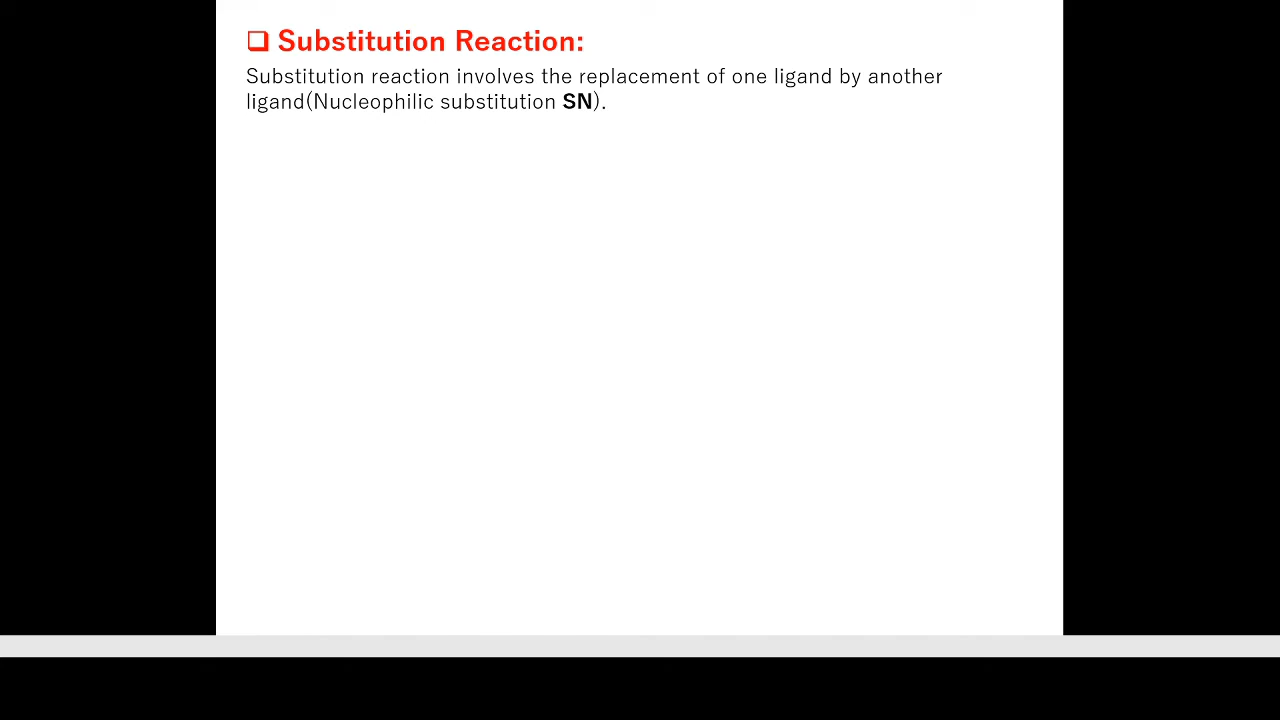 ❑ Substitution Reaction:
Substitution reaction involves the replacement of one ligand by another
ligand(Nucleophilic substitution SN).